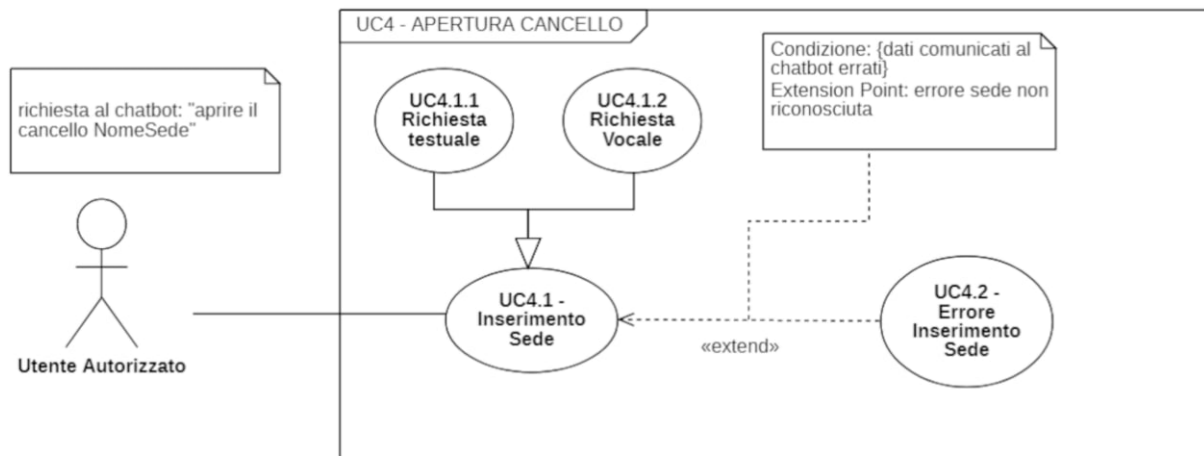 UC4 - APERTURA CANCELLO
richiesta al chatbot: "aprire il
cancello NomeSede"
UC4.1.1
Richiesta
testuale
UC4.1.2
Richiesta
Vocale
Condizione: {dati comunicati al
chatbot errati}
Extension Point: errore sede non
riconosciuta
Utente Autorizzato
UC4.1 -
Inserimento
Sede
«extend»
UC4.2 -
Errore
Inserimento
Sede